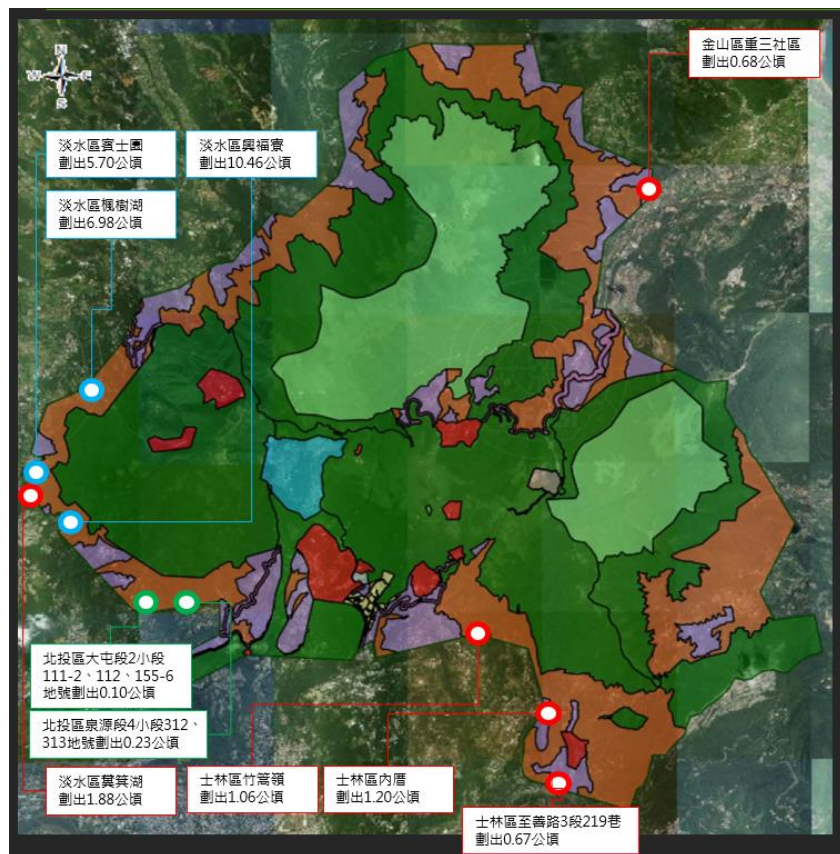 N
W
E
S
金山區重三社區
劃出0.68公頃
淡水區賓士園
劃出5.70公頃
淡水區興福寮
劃出10.46公頃
淡水區楓樹湖
劃出6.98公頃
北投區大屯段2小段
111-2、112、155-6
地號劃出0.10公頃
北投區泉源段4小段312、
313地號劃出0.23公頃
淡水區糞箕湖
劃出1.88公頃
士林區竹篙嶺
劃出1.06公頃
士林區內厝
劃出1.20公頃
士林區至善路3段219巷
劃出0.67公頃